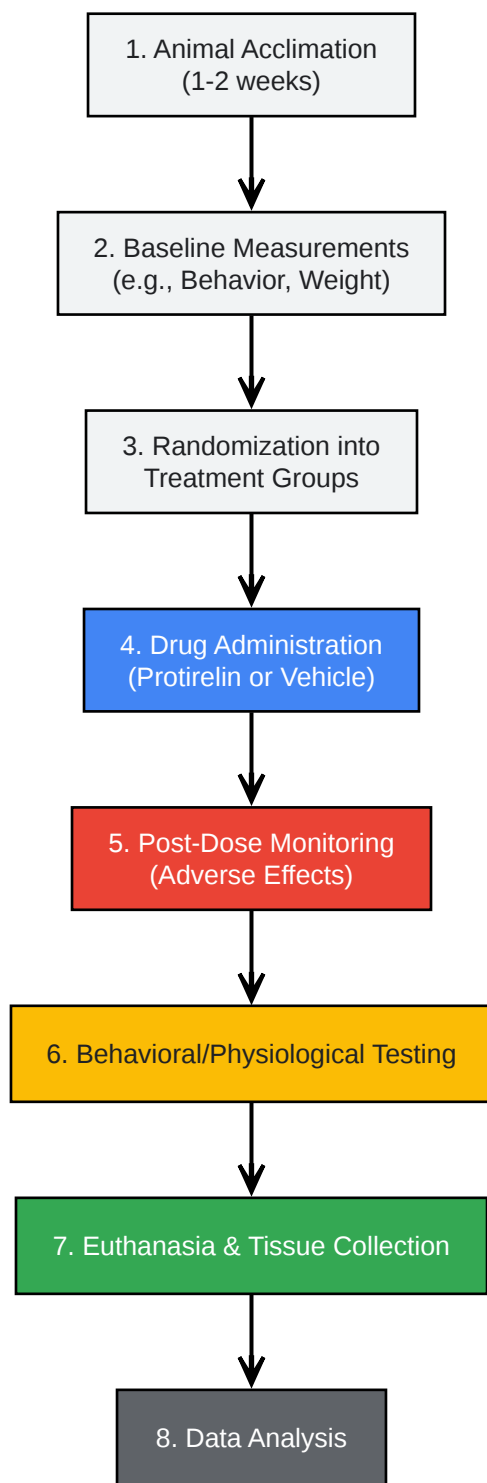 1. Animal Acclimation
(1-2 weeks)
2. Baseline Measurements
(e.g., Behavior, Weight)
3. Randomization into
Treatment Groups
4. Drug Administration
(Protirelin or Vehicle)
5. Post-Dose Monitoring
(Adverse Effects)
6. Behavioral/Physiological Testing
7. Euthanasia & Tissue Collection
8. Data Analysis